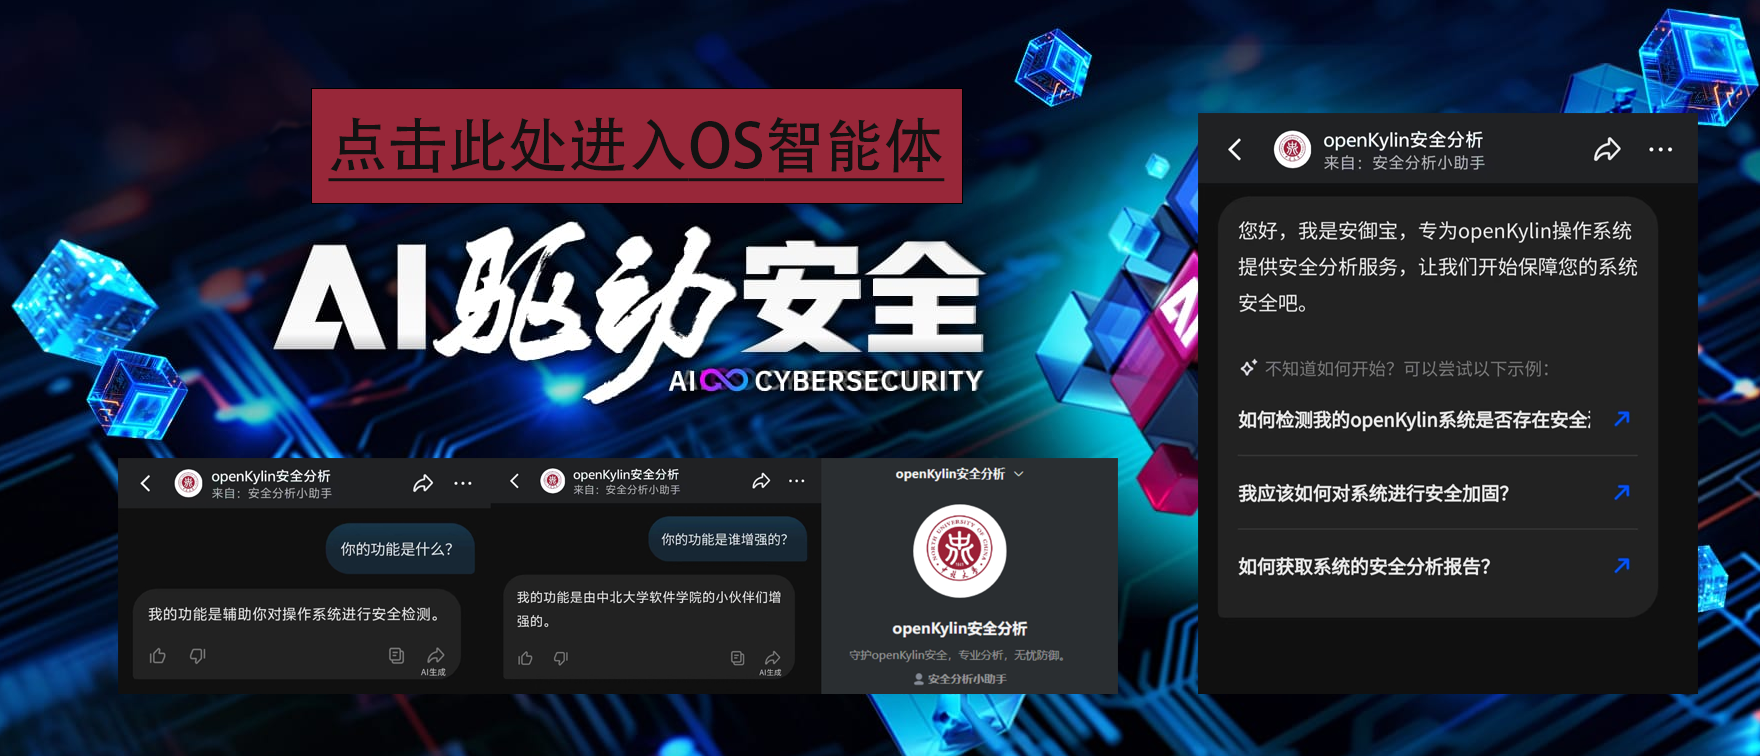 点击此处进入OS智能体
AI驱动安全
AI CYBERSECURITY
openKylin安全分析
来自：安全分析小助手
你的功能是什么？
我的功能是辅助你对操作系统进行安全检测。
AI生成
openKylin安全分析
来自：安全分析小助手
你的功能是谁增强的？
我的功能是由中北大学软件学院的小伙伴们增
强的。
AI生成
openKylin安全分析
NORTH UNIVERSITY OF CHINA
中北大学
openKylin安全分析
守护openKylin安全，专业分析，无忧防御。
安全分析小助手
openKylin安全分析
来自：安全分析小助手
您好，我是安御宝，专为openKylin操作系统
提供安全分析服务，让我们开始保障您的系统
安全吧。
不知道如何开始？可以尝试以下示例：
如何检测我的openKylin系统是否存在安全
我应该如何对系统进行安全加固？
如何获取系统的安全分析报告？